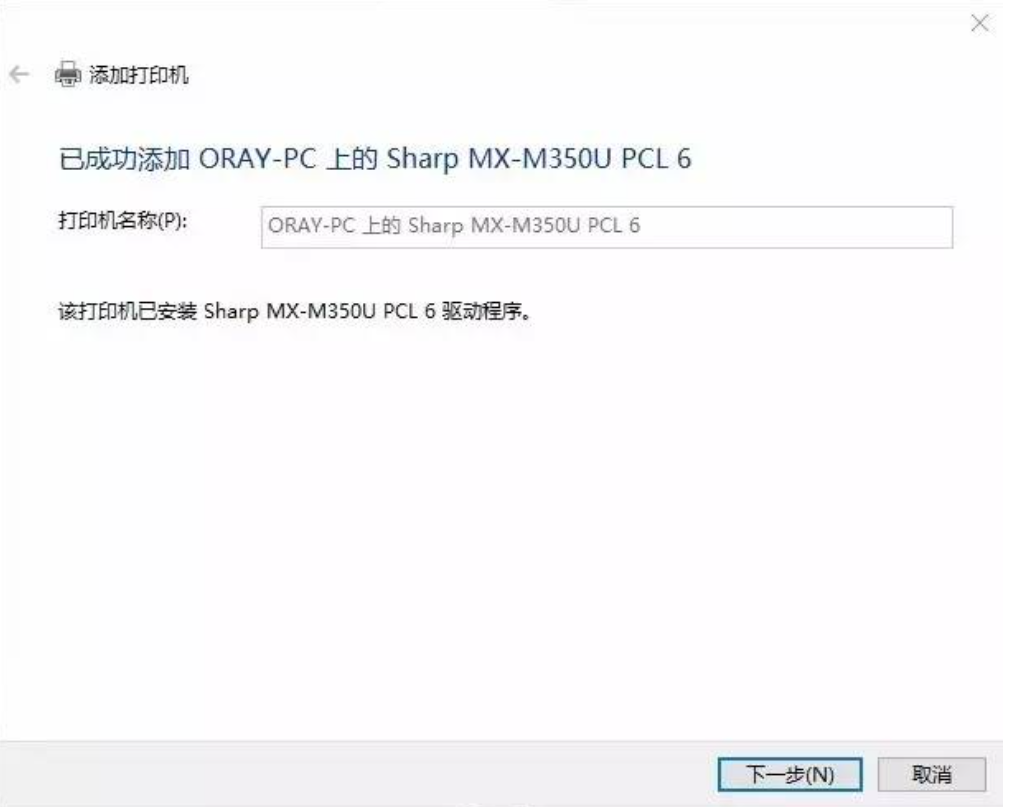 添加打印机
已成功添加 ORAY-PC 上的 Sharp MX-M350U PCL 6
打印机名称(P): ORAY-PC 上的 Sharp MX-M350U PCL 6
该打印机已安装 Sharp MX-M350U PCL 6 驱动程序。
下一步(N) 取消